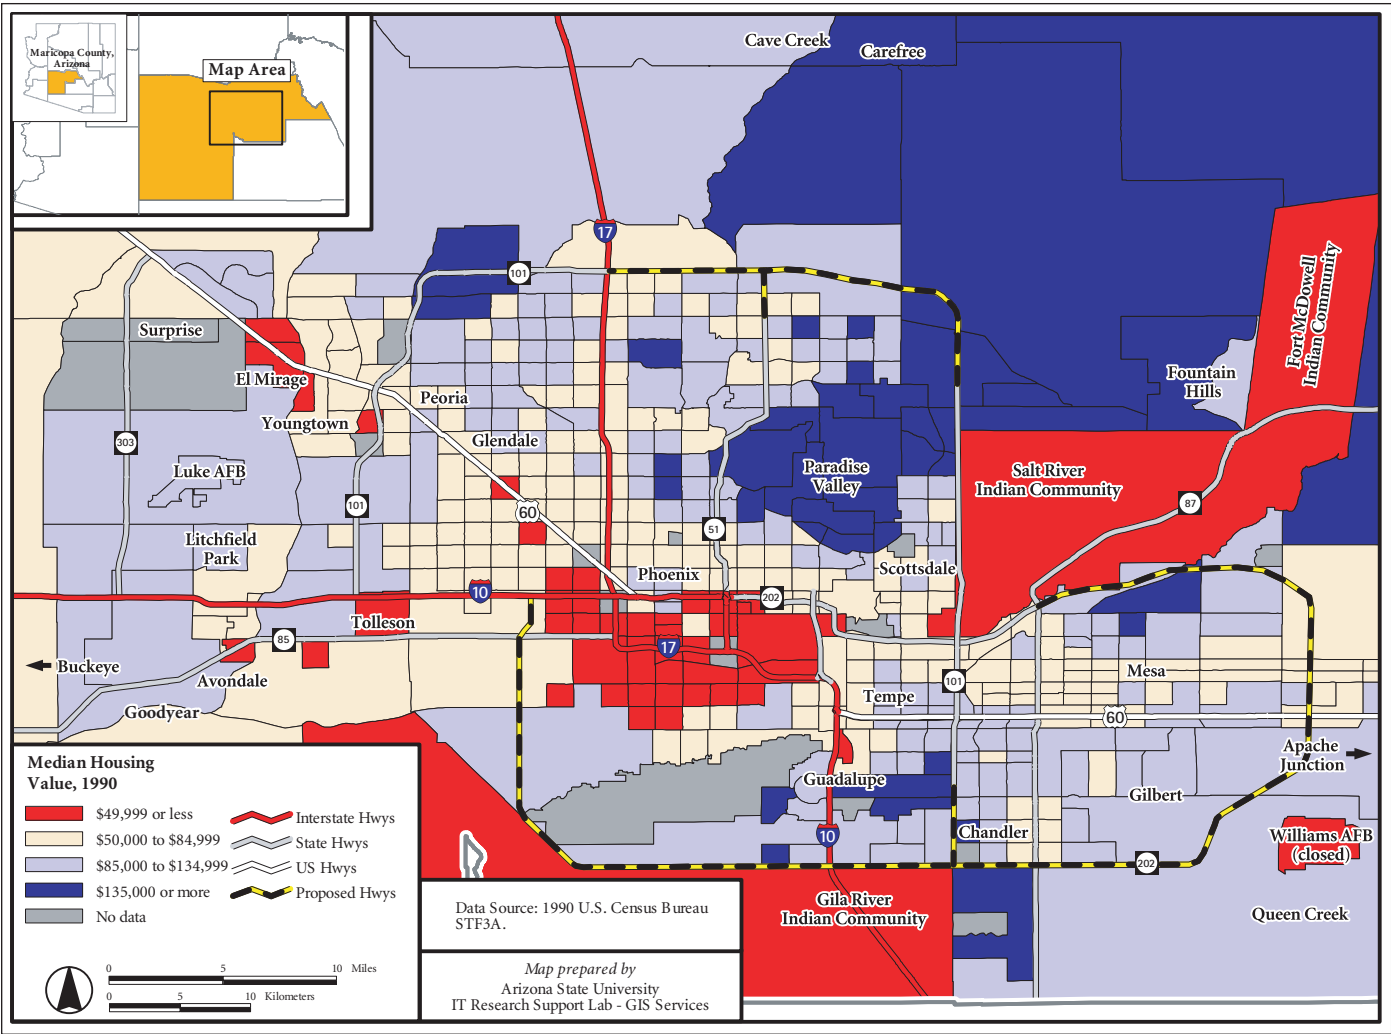 Maricopa County,
Arizona
Map Area
Cave Creek
Carefree
17
101
Surprise
El Mirage
Youngtown
Peoria
Glendale
303
Luke AFB
101
60
Litchfield
Park
51
Paradise
Valley
Fountain
Hills
Fort McDowell
Indian Community
Salt River
Indian Community
87
Phoenix
Scottsdale
10
202
Tolleson
85
17
Buckeye
Avondale
Goodyear
Tempe
101
Mesa
60
Apache
Junction
Guadalupe
Gilbert
10
Chandler
202
Williams AFB
(closed)
Gila River
Indian Community
Queen Creek
Median Housing
Value, 1990
$49,999 or less
$50,000 to $84,999
$85,000 to $134,999
$135,000 or more
No data
Interstate Hwys
State Hwys
US Hwys
Proposed Hwys
0 5 10 Miles
0 5 10 Kilometers
Data Source: 1990 U.S. Census Bureau
STF3A.
Map prepared by
Arizona State University
IT Research Support Lab - GIS Services